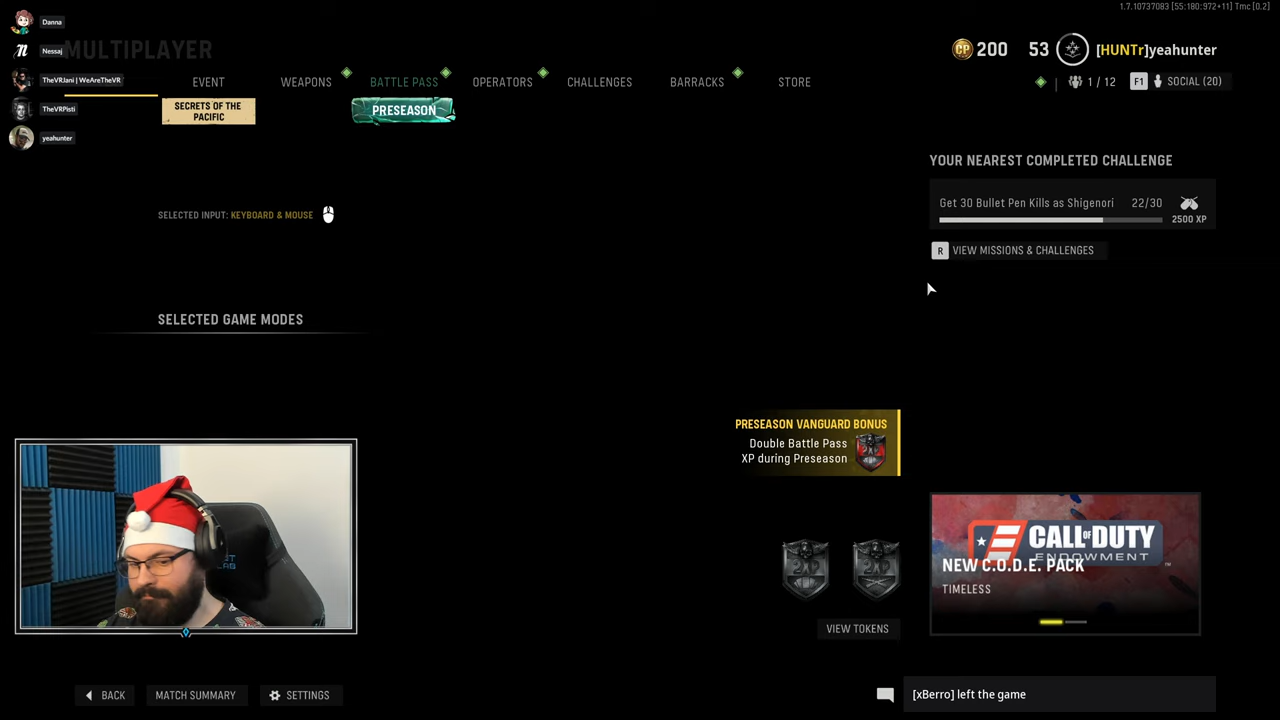 1.7.10737083 [55:180:972+11] Tmc [0.2]
Danna
Nessaj
TheVRJani | WeAreTheVR
TheVRPisti
yeahunter
MULTIPLAYER
200
53
[HUNTr]yeahunter
EVENT
WEAPONS
BATTLE PASS
OPERATORS
CHALLENGES
BARRACKS
STORE
1 / 12
F1
SOCIAL (20)
SECRETS OF THE
PACIFIC
PRESEASON
YOUR NEAREST COMPLETED CHALLENGE
Get 30 Bullet Pen Kills as Shigenori 22/30
2500 XP
R VIEW MISSIONS & CHALLENGES
SELECTED INPUT: KEYBOARD & MOUSE
SELECTED GAME MODES
PRESEASON VANGUARD BONUS
Double Battle Pass
XP during Preseason
VIEW TOKENS
CALL OF DUTY
ENDOWMENT
NEW C.O.D.E. PACK
TIMELESS
BACK
MATCH SUMMARY
SETTINGS
[xBerro] left the game